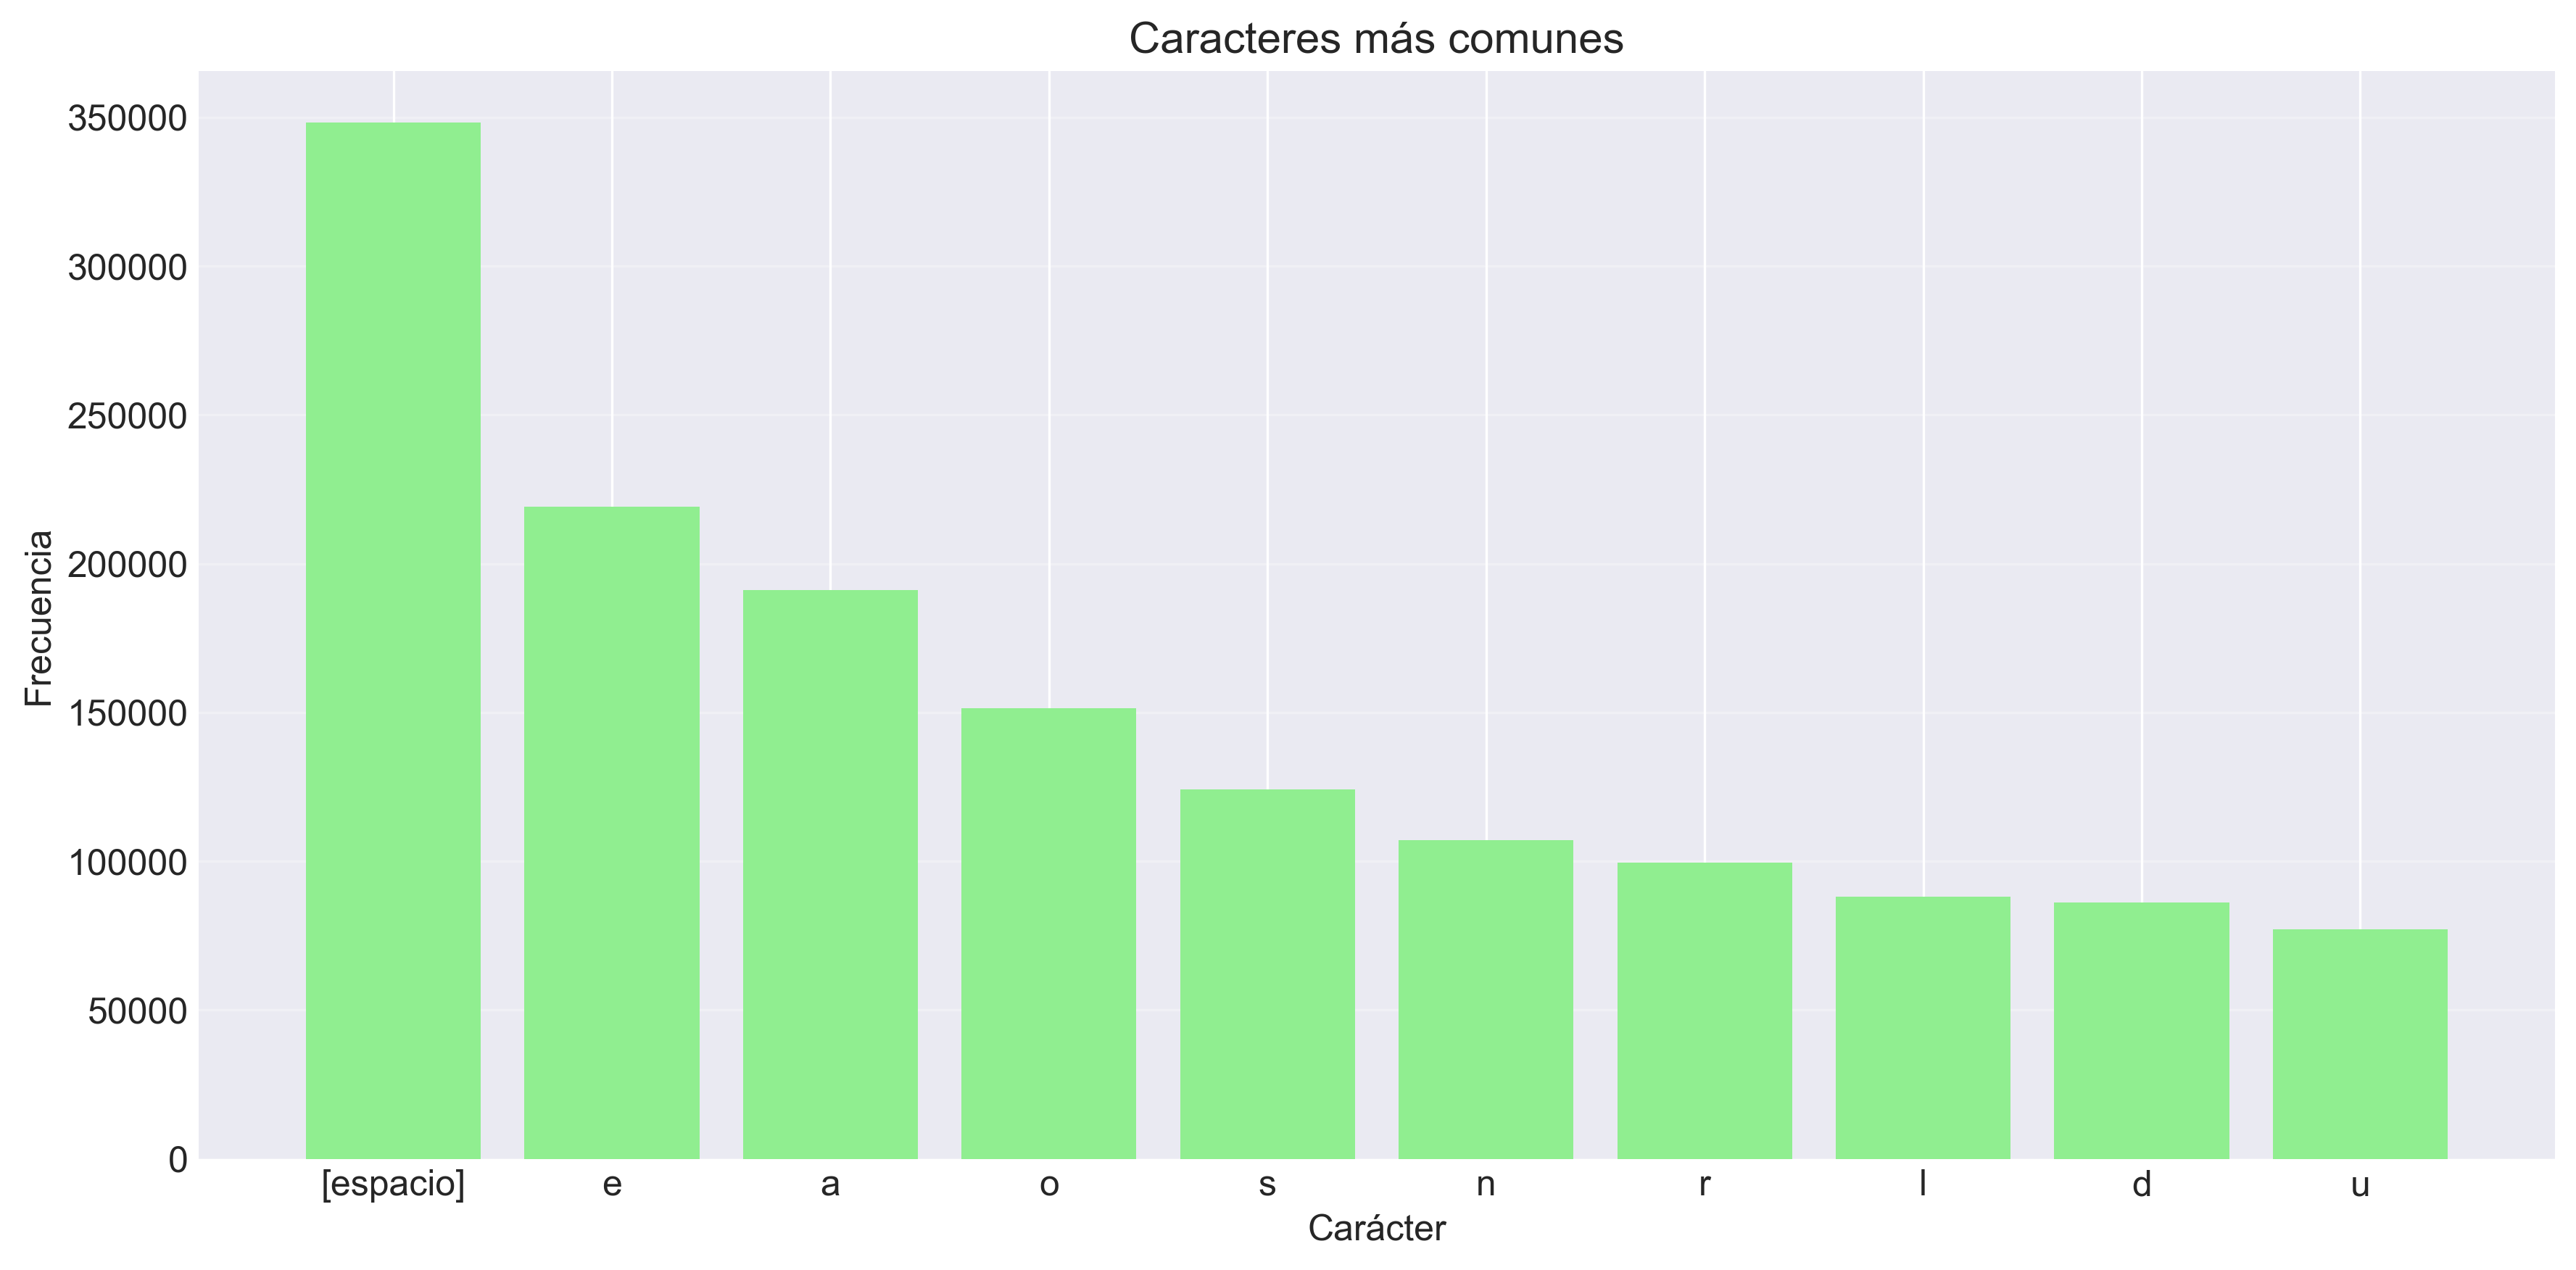 Caracteres más comunes
Frecuencia
350000
300000
250000
200000
150000
100000
50000
0
[espacio] e a o s n r l d u
Carácter